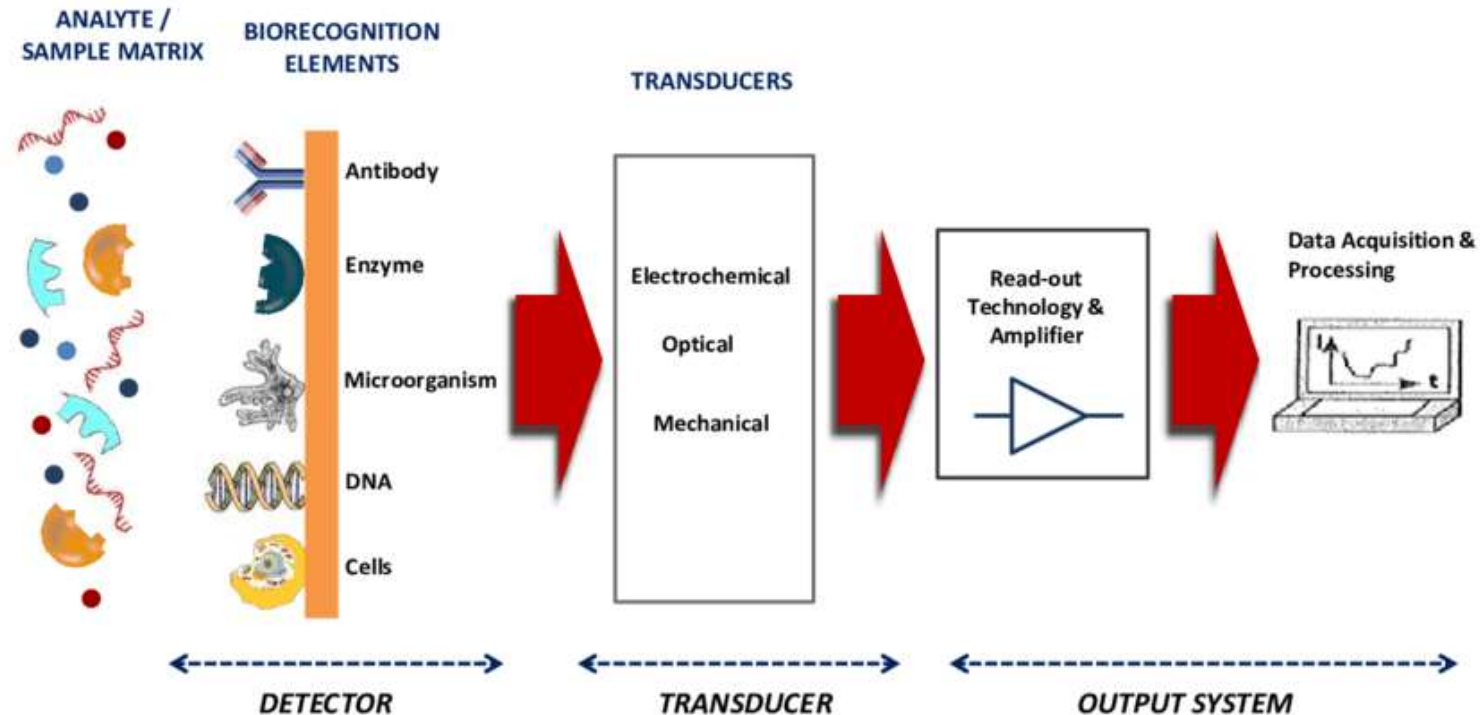 ANALYTE /
SAMPLE MATRIX
BIORECOGNITION
ELEMENTS
TRANSDUCERS
Antibody
Enzyme
Microorganism
DNA
Cells
Electrochemical
Optical
Mechanical
Read-out
Technology &
Amplifier
Data Acquisition &
Processing
I
t
DETECTOR
TRANSDUCER
OUTPUT SYSTEM